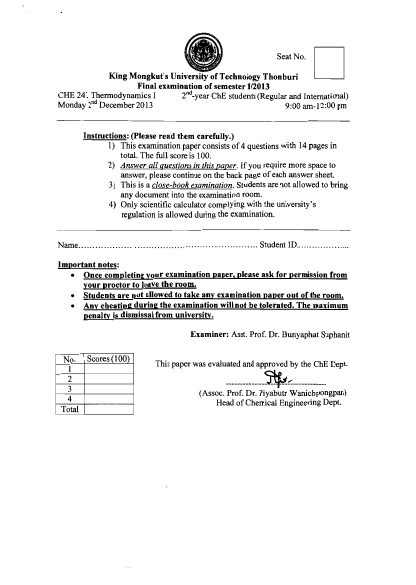 Seat No.
King Mongkut's University of Technology Thonburi
Final examination of semester 1/2013
CHE 241 Thermodynamics I 2nd-year ChE students (Regular and International)
Monday 2nd December 2013 9:00 am-12:00 pm
Instructions: (Please read them carefully.)
1) This examination paper consists of 4 questions with 14 pages in
total. The full score is 100.
2) Answer all questions in this paper. If you require more space to
answer, please continue on the back page of each answer sheet.
3) This is a close-book examination. Students are not allowed to bring
any document into the examination room.
4) Only scientific calculator complying with the university's
regulation is allowed during the examination.
Name………………………………………………. Student ID………………
Important notes:
• Once completing your examination paper, please ask for permission from
your proctor to leave the room.
• Students are not allowed to take any examination paper out of the room.
• Any cheating during the examination will not be tolerated. The maximum
penalty is dismissal from university.
Examiner: Asst. Prof. Dr. Bunyaphat Suphanit
No. Scores (100)
1
2
3
4
Total
This paper was evaluated and approved by the ChE Dept.
(Assoc. Prof. Dr. Piyabutr Wanichpongpan)
Head of Chemical Engineering Dept.